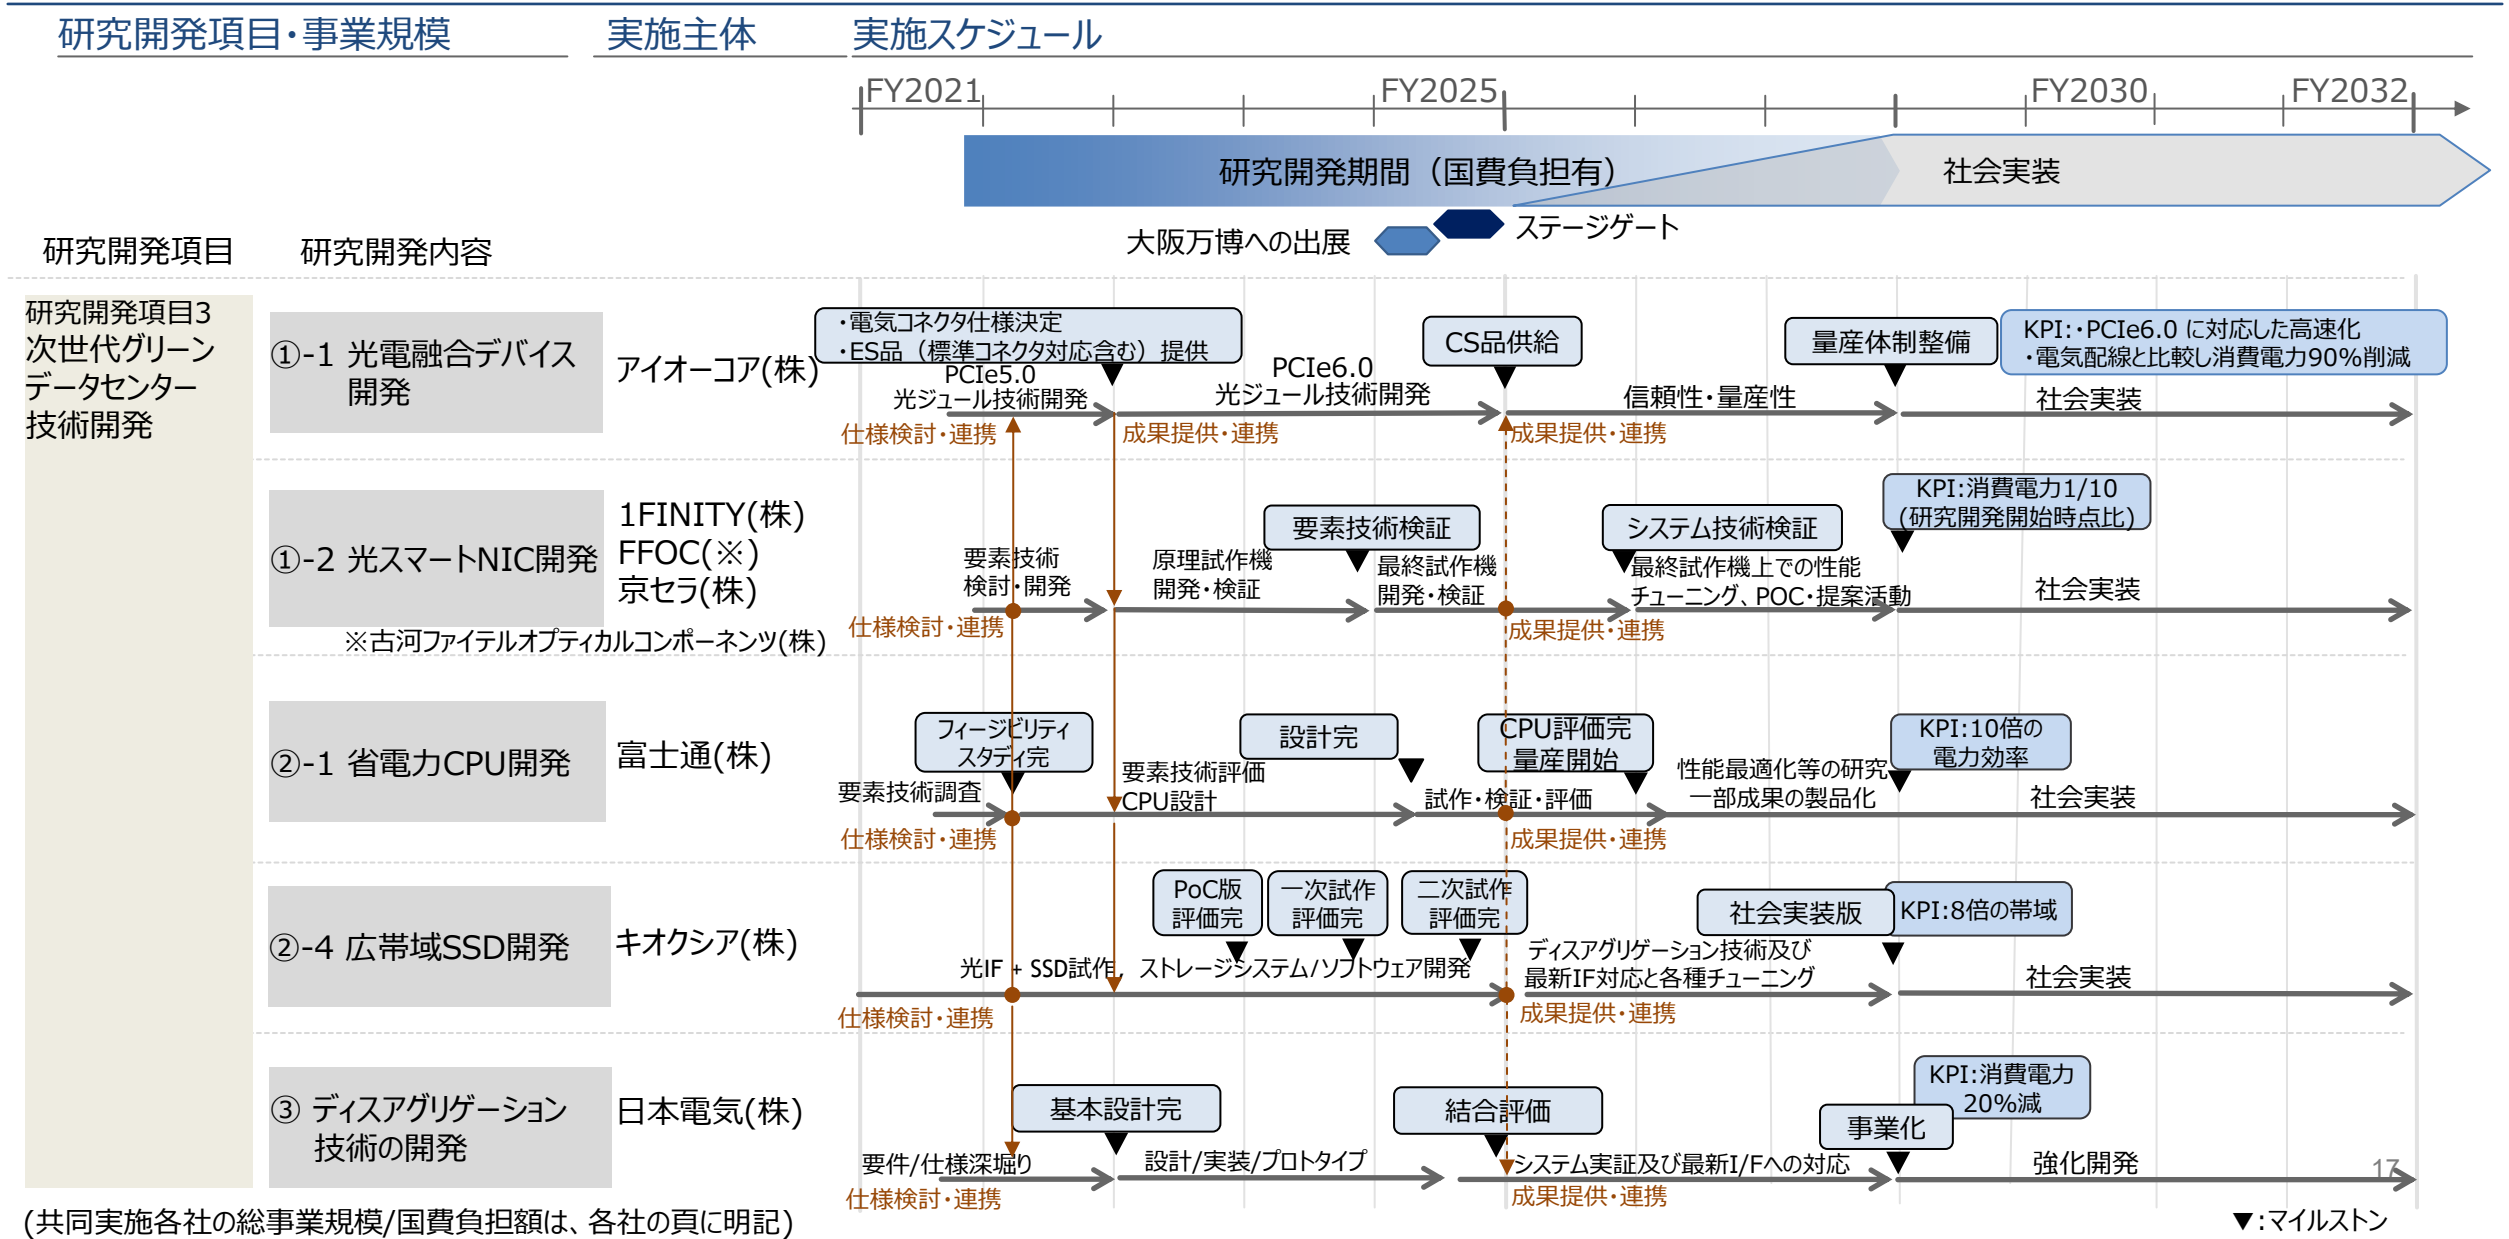 研究開発項目・事業規模
実施主体
実施スケジュール
FY2021
FY2025
FY2030
FY2032
研究開発期間（国費負担有）
社会実装
大阪万博への出展
ステージゲート
研究開発項目
研究開発内容
研究開発項目3
次世代グリーン
データセンター
技術開発
①-1 光電融合デバイス
開発
アイオーコア(株)
・電気コネクタ仕様決定
・ES品（標準コネクタ対応含む）提供
CS品供給
量産体制整備
KPI:・PCIe6.0 に対応した高速化
・電気配線と比較し消費電力90%削減
PCIe5.0
光ジュール技術開発
PCIe6.0
光ジュール技術開発
信頼性・量産性
社会実装
仕様検討・連携
成果提供・連携
成果提供・連携
①-2 光スマートNIC開発
1FINITY(株)
FFOC(※)
京セラ(株)
※古河ファイテルオプティカルコンポーネンツ(株)
要素技術検証
システム技術検証
KPI:消費電力1/10
(研究開発開始時点比)
要素技術
検討・開発
原理試作機
開発・検証
最終試作機
開発・検証
最終試作機上での性能
チューニング、POC・提案活動
社会実装
仕様検討・連携
成果提供・連携
②-1 省電力CPU開発
富士通(株)
フィージビリティ
スタディ完
設計完
CPU評価完
量産開始
KPI:10倍の
電力効率
要素技術調査
要素技術評価
CPU設計
試作・検証・評価
性能最適化等の研究
一部成果の製品化
社会実装
仕様検討・連携
成果提供・連携
②-4 広帯域SSD開発
キオクシア(株)
PoC版
評価完
一次試作
評価完
二次試作
評価完
社会実装版
KPI:8倍の帯域
光IF + SSD試作，ストレージシステム/ソフトウェア開発
ディスアグリゲーション技術及び
最新IF対応と各種チューニング
社会実装
仕様検討・連携
成果提供・連携
③ ディスアグリゲーション
技術の開発
日本電気(株)
基本設計完
結合評価
事業化
KPI:消費電力
20%減
要件/仕様深堀り
設計/実装/プロトタイプ
システム実証及び最新I/Fへの対応
強化開発
17
仕様検討・連携
成果提供・連携
(共同実施各社の総事業規模/国費負担額は、各社の頁に明記)
▼:マイルストン